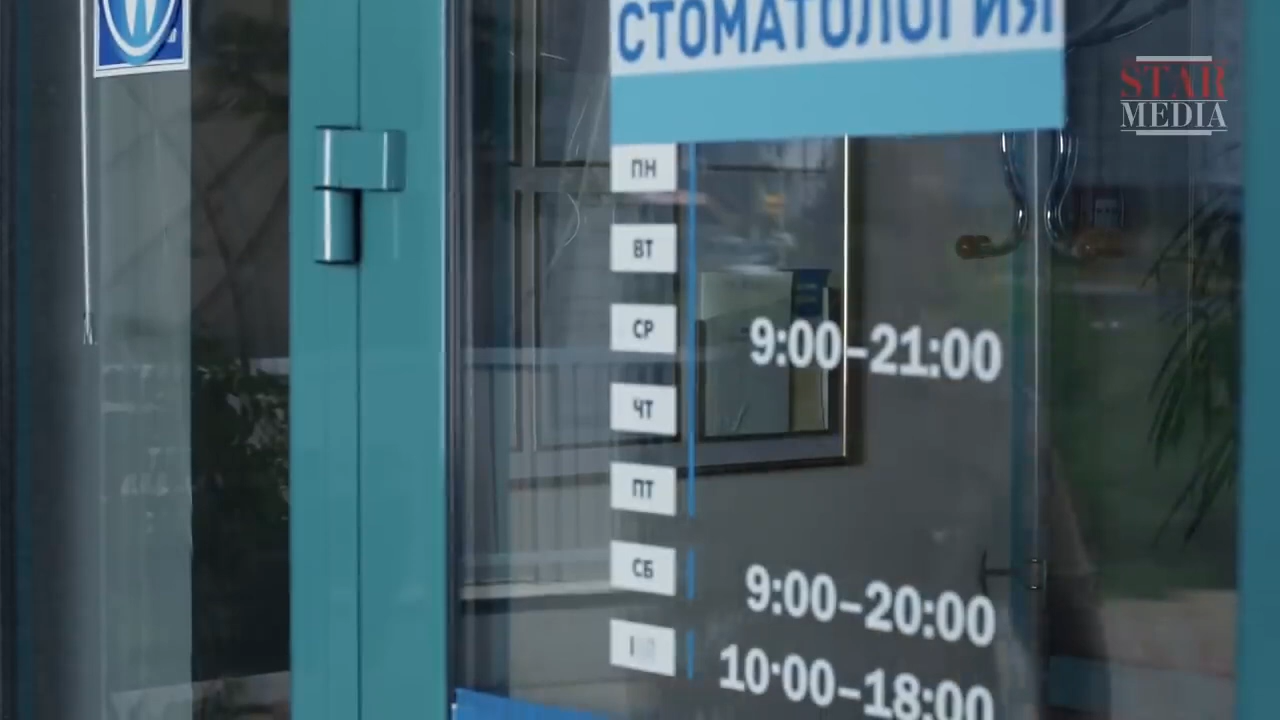 СТОМАТОЛОГИЯ
STAR
MEDIA
ПН
ВТ
СР
9:00–21:00
ЧТ
ПТ
СБ
9:00–20:00
10:00–18:00